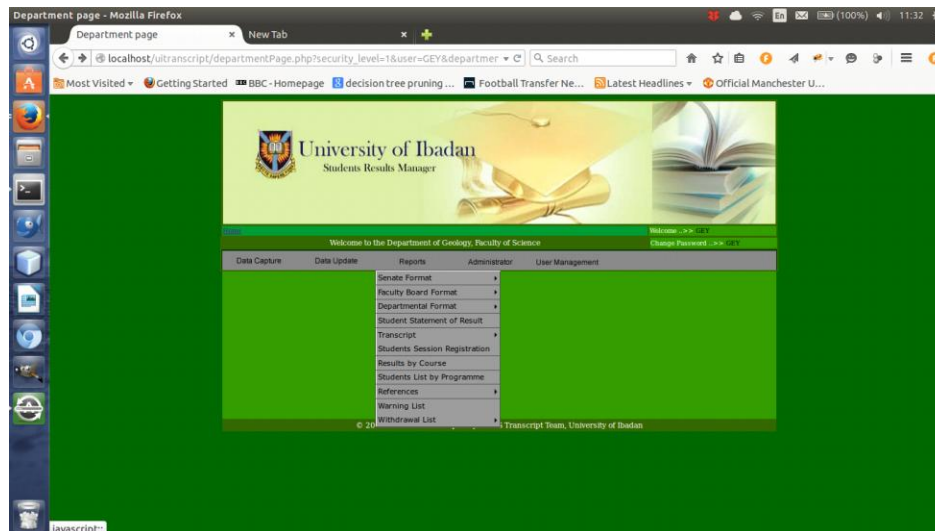 Department page - Mozilla Firefox
En (100%) 11:32
Department page × New Tab ×
localhost/uitranscript/departmentPage.php?security_level=1&user=GEY&departmer Search
Most Visited Getting Started BBC - Homepage decision tree pruning ... Football Transfer Ne... Latest Headlines Official Manchester U...
University of Ibadan
Students Results Manager
Home
Welcome ..>> GEY
Welcome to the Department of Geology, Faculty of Science
Change Password ..>> GEY
Data Capture Data Update Reports Administrator User Management
Senate Format
Faculty Board Format
Departmental Format
Student Statement of Result
Transcript
Students Session Registration
Results by Course
Students List by Programme
References
Warning List
Withdrawal List
© 20 Transcript Team, University of Ibadan
javascript:;